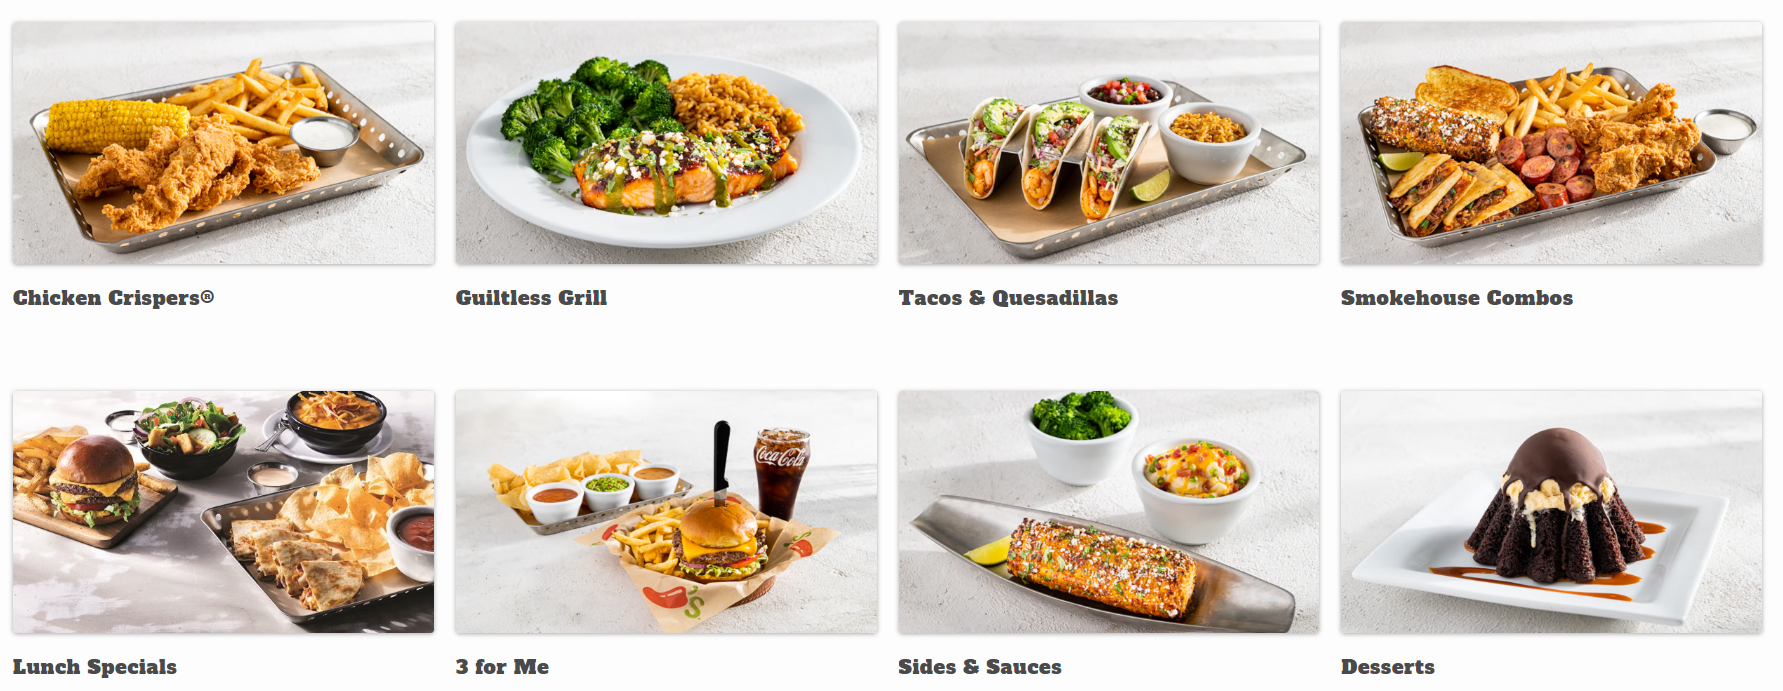 Chicken Crispers®
Guiltless Grill
Tacos & Quesadillas
Smokehouse Combos
Coca-Cola
Lunch Specials
3 for Me
Sides & Sauces
Desserts